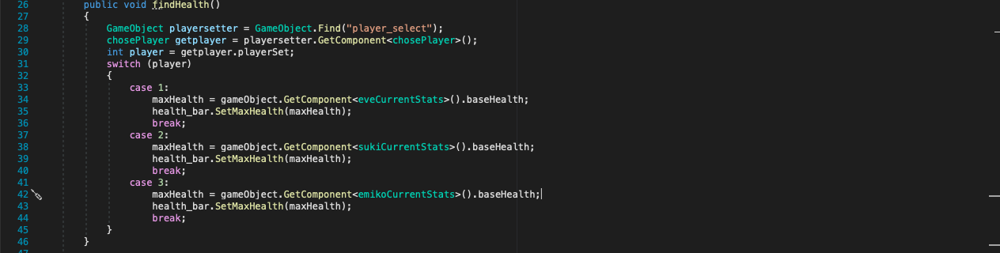 26 public void findHealth()
27 {
28 GameObject playersetter = GameObject.Find("player_select");
29 chosePlayer getplayer = playersetter.GetComponent<chosePlayer>();
30 int player = getplayer.playerSet;
31 switch (player)
32 {
33 case 1:
34 maxHealth = gameObject.GetComponent<eveCurrentStats>().baseHealth;
35 health_bar.SetMaxHealth(maxHealth);
36 break;
37 case 2:
38 maxHealth = gameObject.GetComponent<sukiCurrentStats>().baseHealth;
39 health_bar.SetMaxHealth(maxHealth);
40 break;
41 case 3:
42 maxHealth = gameObject.GetComponent<emikoCurrentStats>().baseHealth;
43 health_bar.SetMaxHealth(maxHealth);
44 break;
45 }
46 }
47